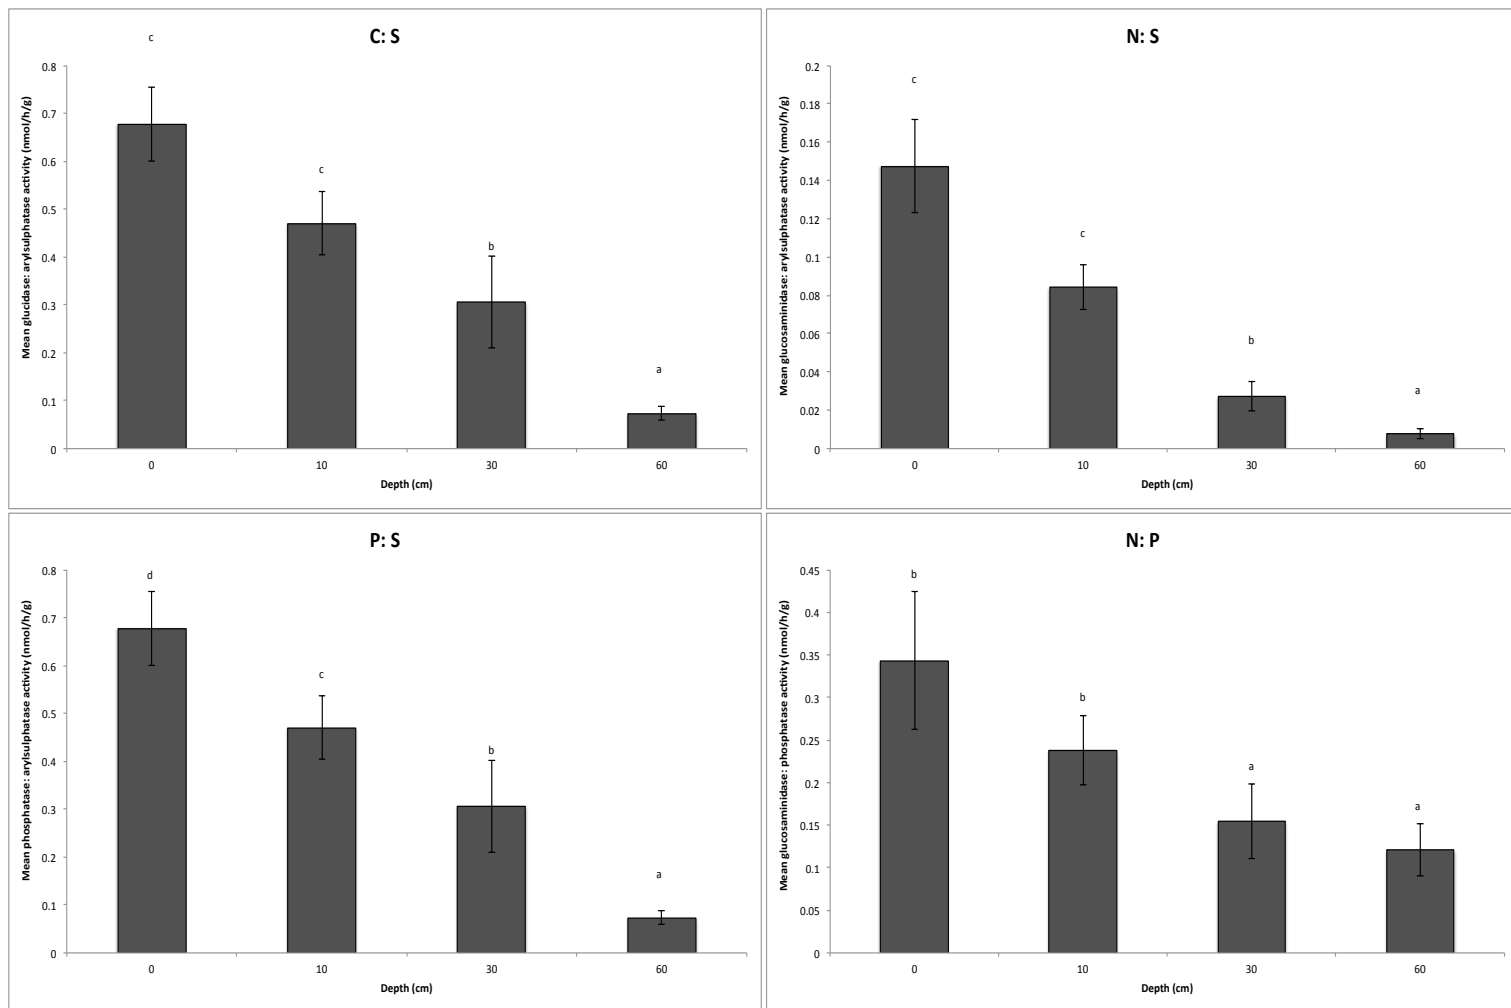 C: S
c
c
b
a
0.8
0.7
0.6
0.5
0.4
0.3
0.2
0.1
0
Mean glucidase: arylsulphatase activity (nmol/h/g)
0 10 30 60
Depth (cm)
N: S
c
c
b
a
0.2
0.18
0.16
0.14
0.12
0.1
0.08
0.06
0.04
0.02
0
Mean glucosaminidase: arylsulphatase activity (nmol/h/g)
0 10 30 60
Depth (cm)
P: S
d
c
b
a
0.8
0.7
0.6
0.5
0.4
0.3
0.2
0.1
0
Mean phosphatase: arylsulphatase activity (nmol/h/g)
0 10 30 60
Depth (cm)
N: P
b
b
a
a
0.45
0.4
0.35
0.3
0.25
0.2
0.15
0.1
0.05
0
Mean glucosaminidase: phosphatase activity (nmol/h/g)
0 10 30 60
Depth (cm)